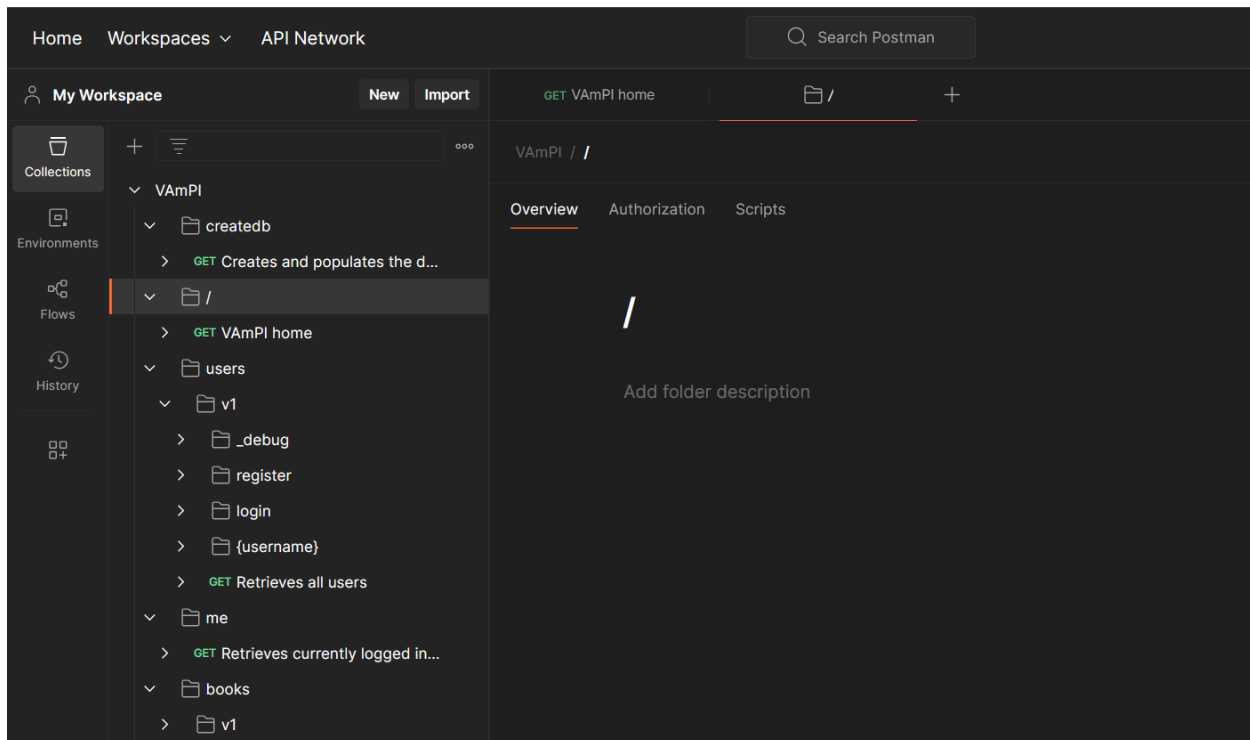 Home Workspaces API Network Search Postman
My Workspace New Import
GET VAmPI home /
Collections
Environments
Flows
History
VAmPI
createdb
GET Creates and populates the d...
/
GET VAmPI home
users
v1
_debug
register
login
{username}
GET Retrieves all users
me
GET Retrieves currently logged in...
books
v1
VAmPI / /
Overview Authorization Scripts
/
Add folder description